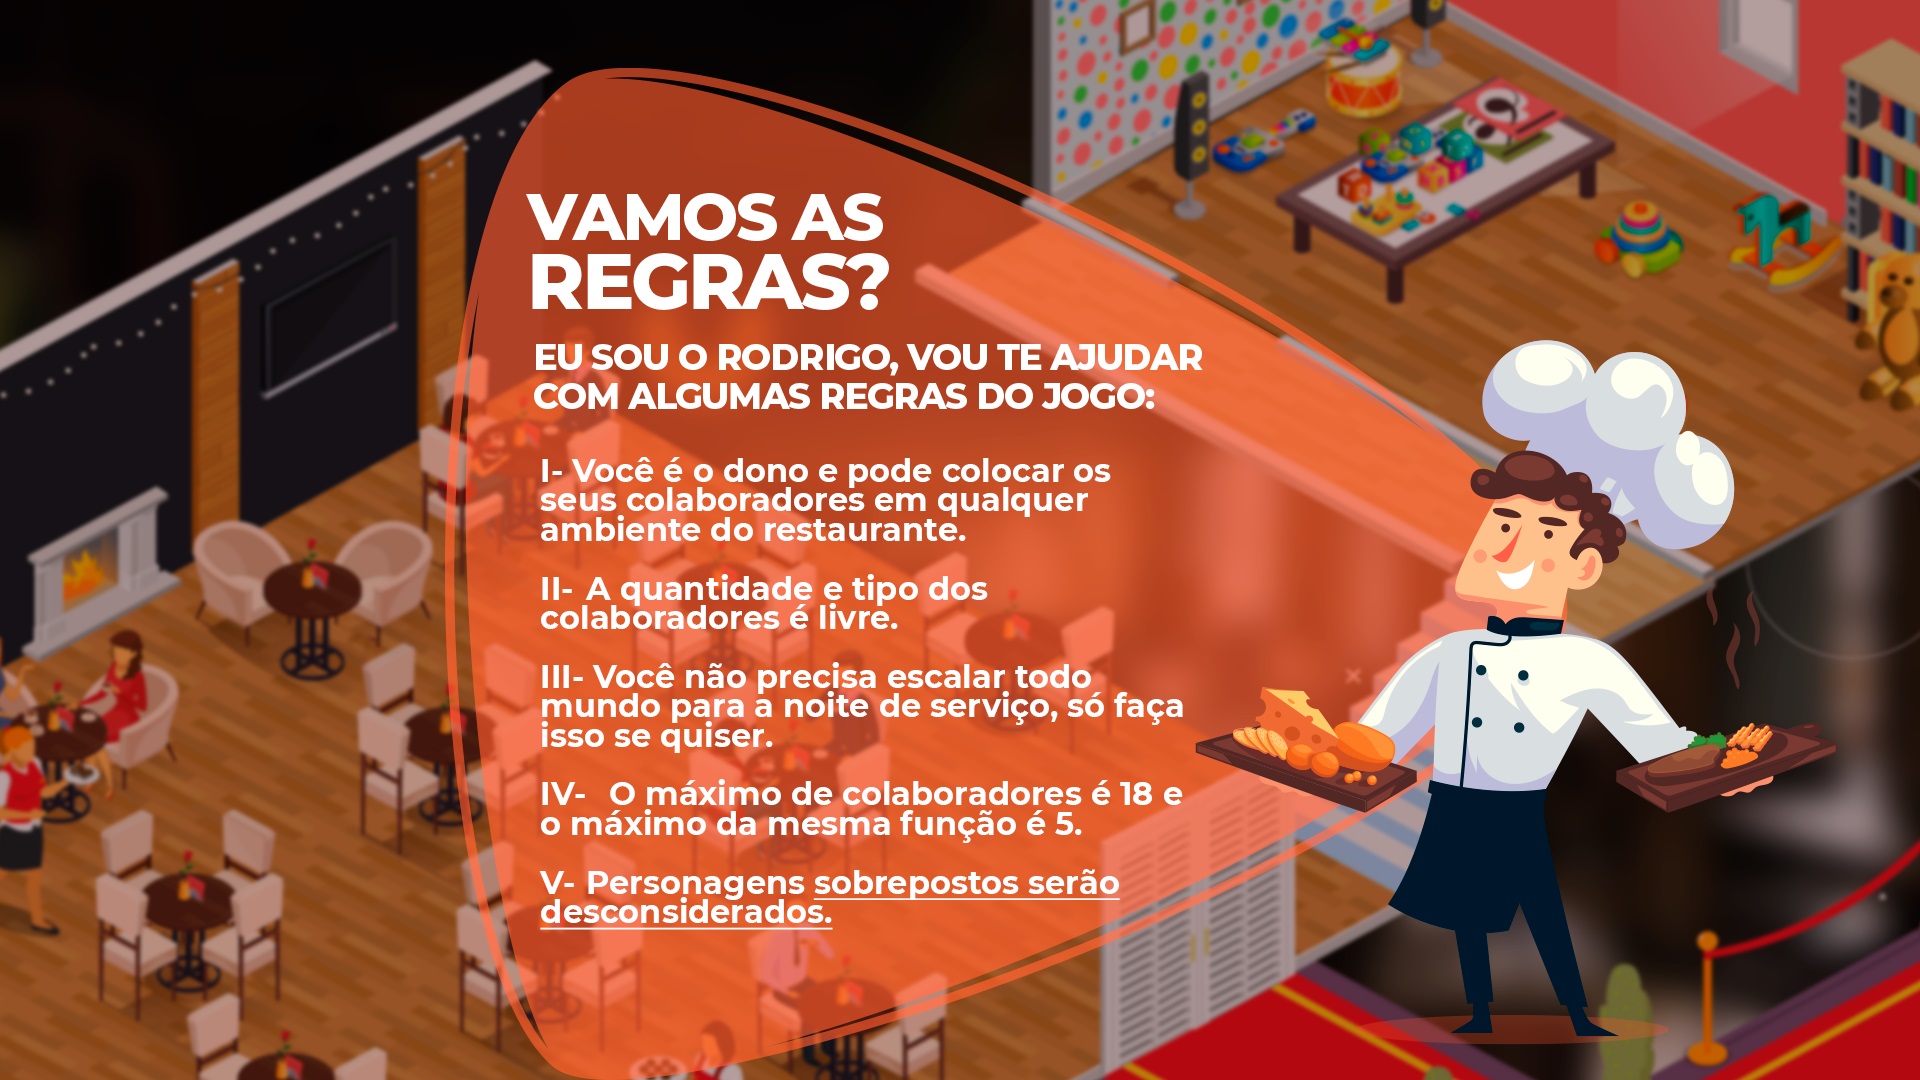 VAMOS AS
REGRAS?
EU SOU O RODRIGO, VOU TE AJUDAR
COM ALGUMAS REGRAS DO JOGO:
I- Você é o dono e pode colocar os
seus colaboradores em qualquer
ambiente do restaurante.
II- A quantidade e tipo dos
colaboradores é livre.
III- Você não precisa escalar todo
mundo para a noite de serviço, só faça
isso se quiser.
IV- O máximo de colaboradores é 18 e
o máximo da mesma função é 5.
V- Personagens sobrepostos serão
desconsiderados.